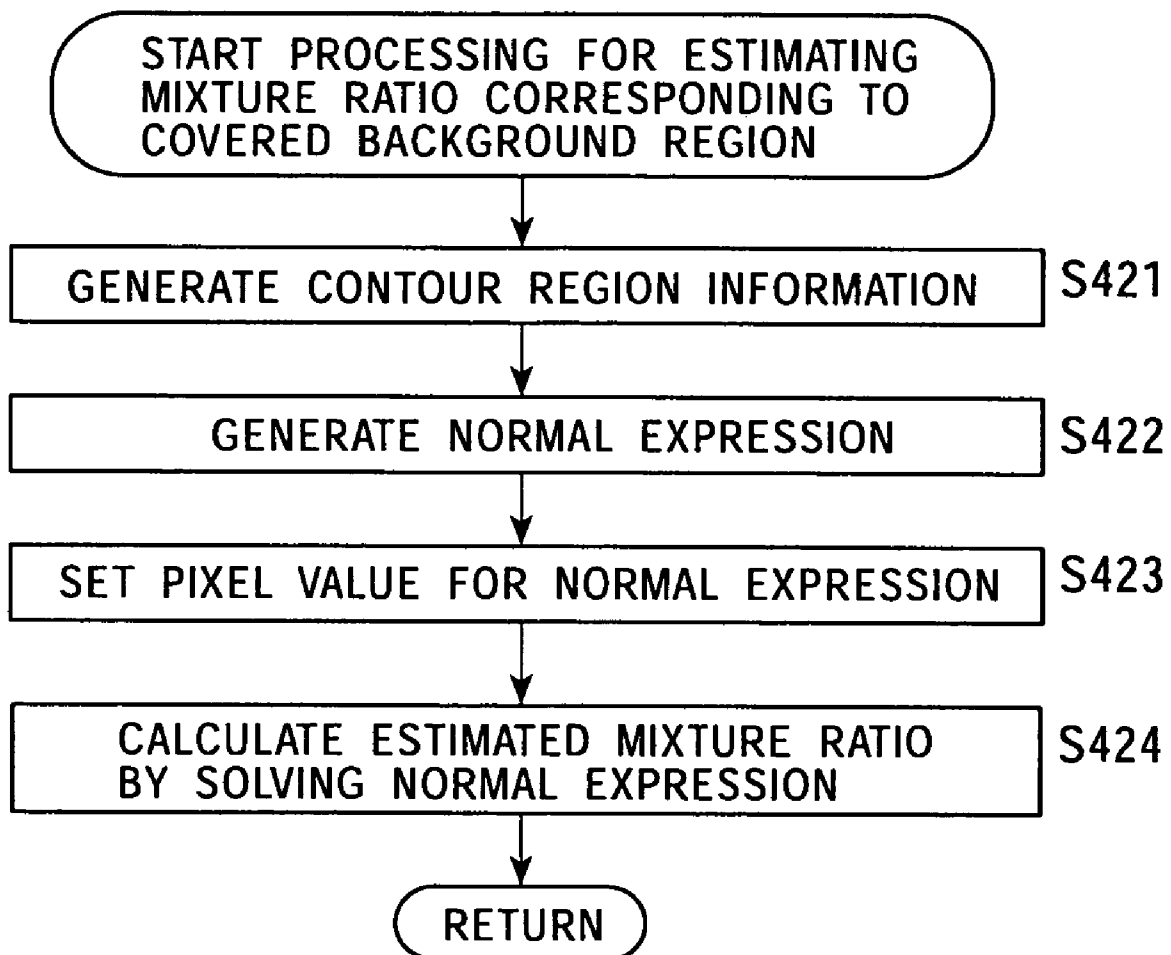 START PROCESSING FOR ESTIMATING
MIXTURE RATIO CORRESPONDING TO
COVERED BACKGROUND REGION
GENERATE CONTOUR REGION INFORMATION
S421
GENERATE NORMAL EXPRESSION
S422
SET PIXEL VALUE FOR NORMAL EXPRESSION
S423
CALCULATE ESTIMATED MIXTURE RATIO
BY SOLVING NORMAL EXPRESSION
S424
RETURN